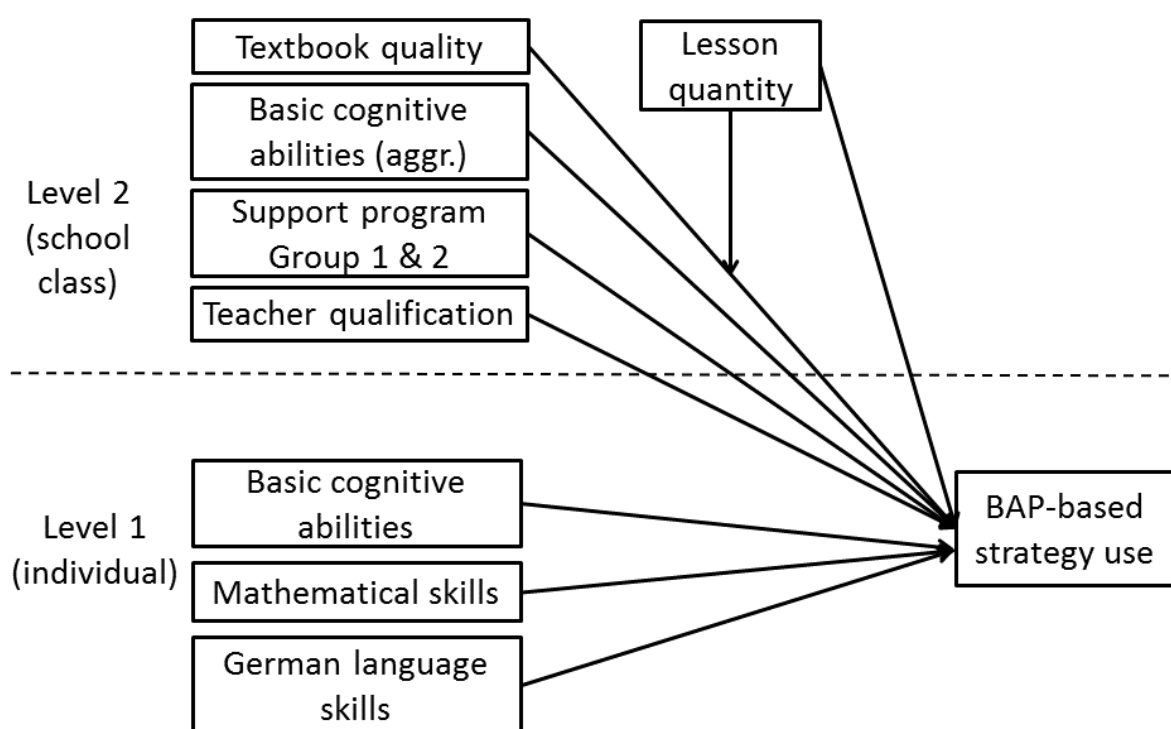 Textbook quality
Lesson
quantity
Basic cognitive
abilities (aggr.)
Level 2
(school
class)
Support program
Group 1 & 2
Teacher qualification
Basic cognitive
abilities
Level 1
(individual)
Mathematical skills
German language
skills
BAP-based
strategy use